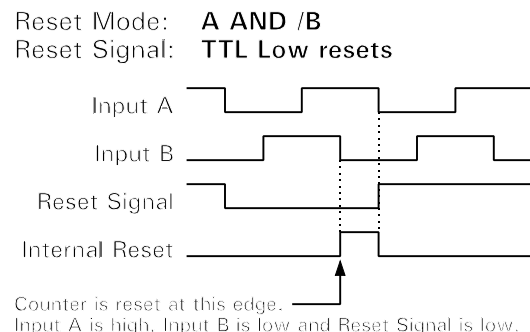 Reset Mode: A AND /B
Reset Signal: TTL Low resets
Input A
Input B
Reset Signal
Internal Reset
Counter is reset at this edge.
Input A is high, Input B is low and Reset Signal is low.